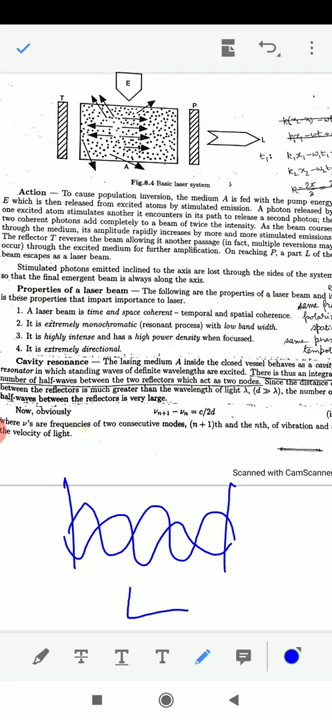 E
T
P
L
A
Fig.8.4 Basic laser system
Action — To cause population inversion, the medium A is fed with the pump energy
E which is then released from excited atoms by stimulated emission. A photon released by
one excited atom stimulates another it encounters in its path to release a second photon; the
two coherent photons add completely to a beam of twice the intensity. As the beam courses
through the medium, its amplitude rapidly increases by more and more stimulated emissions.
The reflector T reverses the beam allowing it another passage (in fact, multiple reversions may
occur) through the excited medium for further amplification. On reaching P, a part L of the
beam escapes as a laser beam.
Stimulated photons emitted inclined to the axis are lost through the sides of the system
so that the final emergent beam is always along the axis.
Properties of a laser beam — The following are the properties of a laser beam and it
is these properties that impart importance to laser.
1. A laser beam is time and space coherent – temporal and spatial coherence.
2. It is extremely monochromatic (resonant process) with low band width.
3. It is highly intense and has a high power density when focussed.
4. It is extremely directional.
Cavity resonance — The lasing medium A inside the closed vessel behaves as a cavity
resonator in which standing waves of definite wavelengths are excited. There is thus an integral
number of half-waves between the two reflectors which act as two nodes. Since the distance d
between the reflectors is much greater than the wavelength of light λ, (d ≫ λ), the number of
half-waves between the reflectors is very large.
Now, obviously ν_{n+1} − ν_n = c/2d (i
where ν's are frequencies of two consecutive modes, (n + 1)th and the nth, of vibration and
the velocity of light.
Scanned with CamScanner
L
T T T